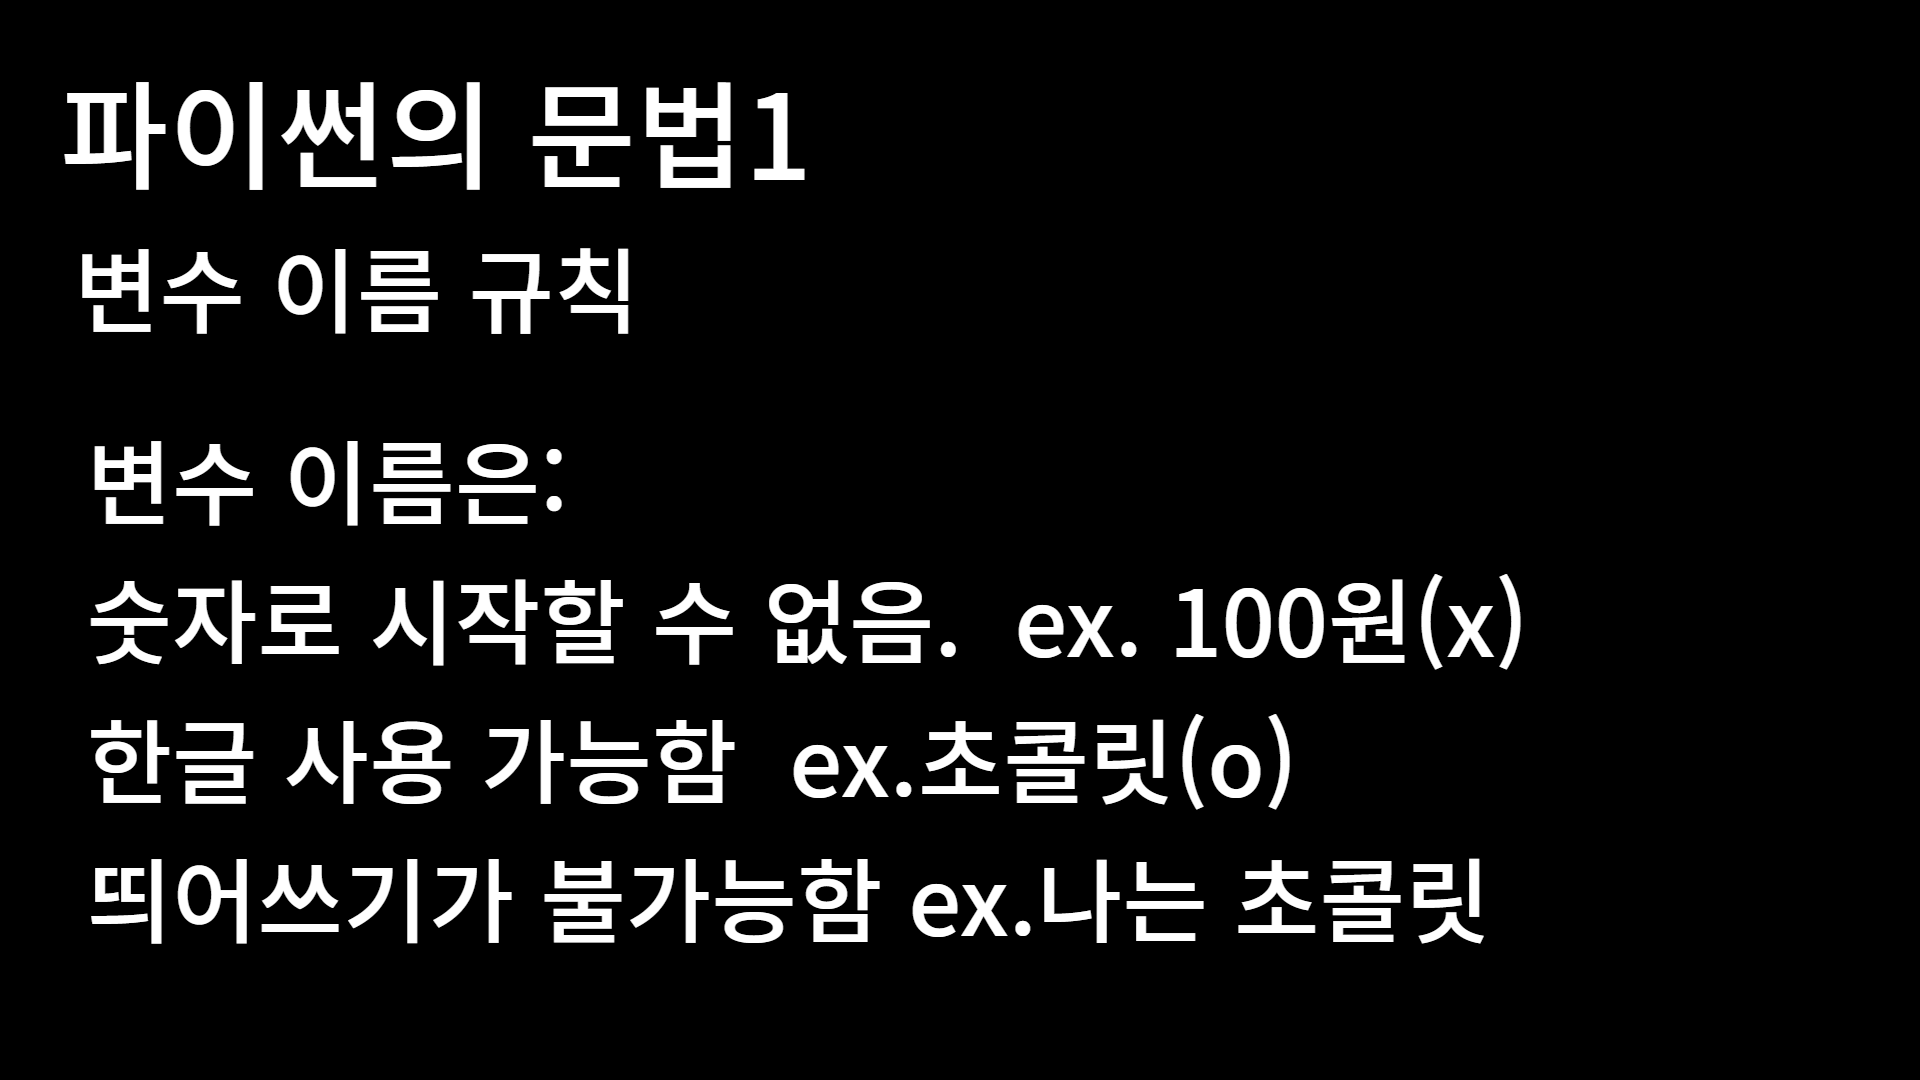 파이썬의 문법1
변수 이름 규칙
변수 이름은:
숫자로 시작할 수 없음.  ex. 100원(x)
한글 사용 가능함  ex.초콜릿(o)
띄어쓰기가 불가능함 ex.나는 초콜릿